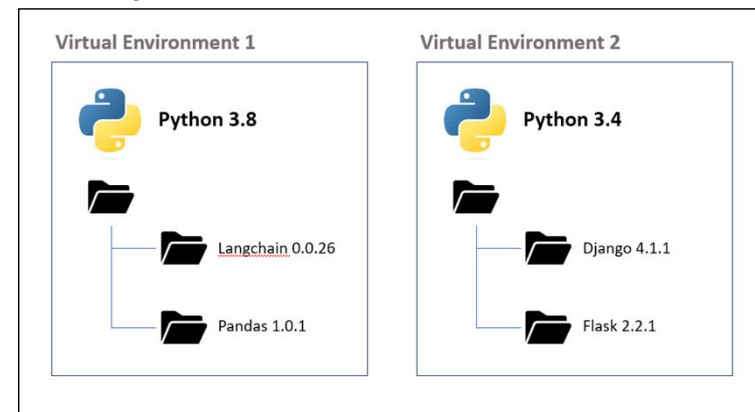 Virtual Environment 1
Python 3.8
Langchain 0.0.26
Pandas 1.0.1
Virtual Environment 2
Python 3.4
Django 4.1.1
Flask 2.2.1